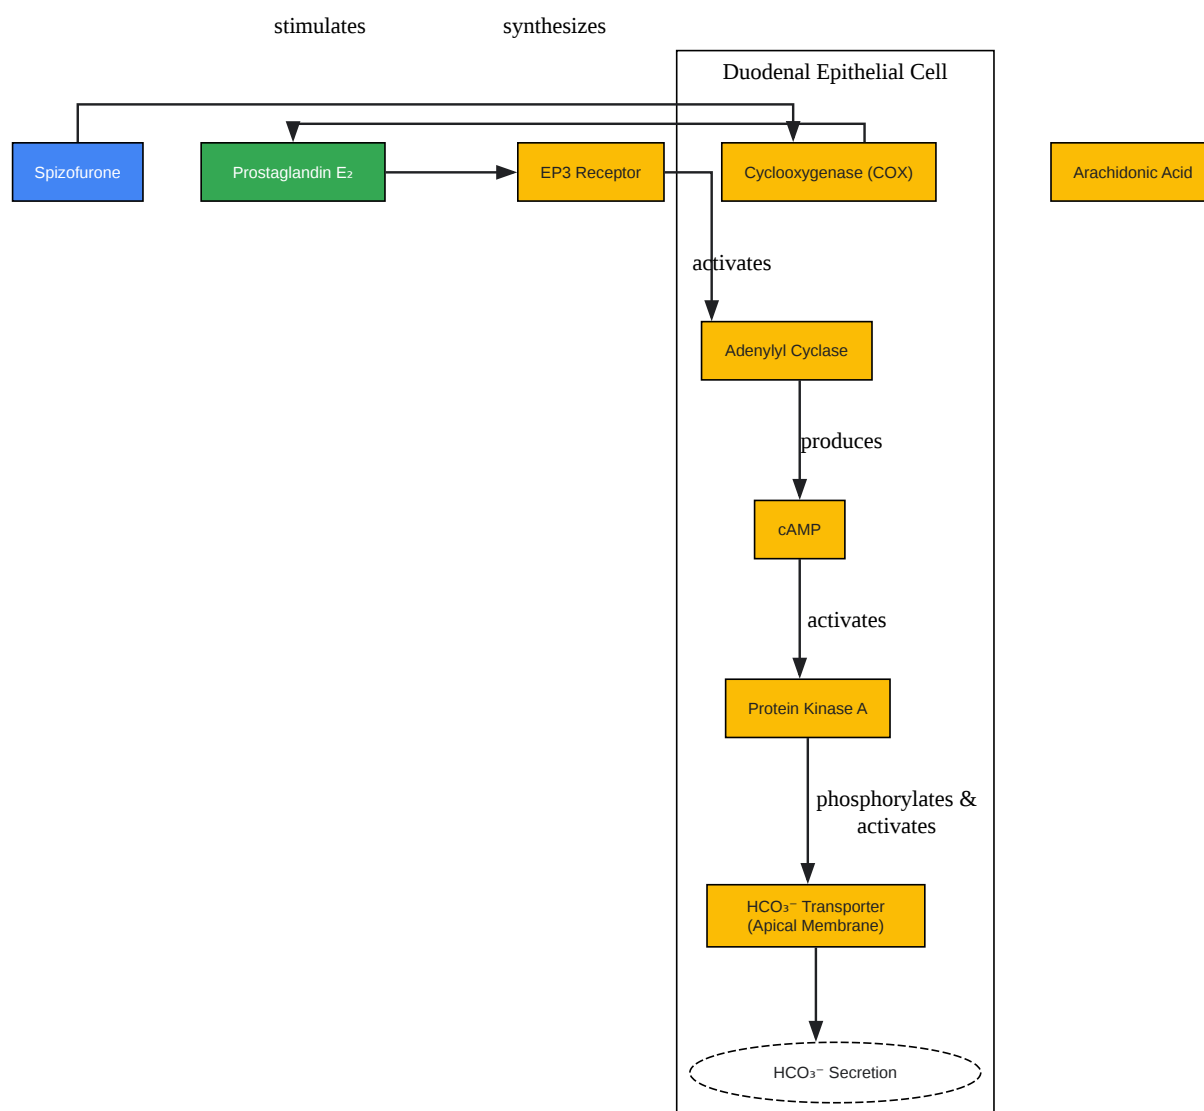 stimulates
synthesizes
Duodenal Epithelial Cell
Spizofurone
Prostaglandin E₂
EP3 Receptor
Cyclooxygenase (COX)
Arachidonic Acid
activates
Adenylyl Cyclase
produces
cAMP
activates
Protein Kinase A
phosphorylates &
activates
HCO₃⁻ Transporter
(Apical Membrane)
HCO₃⁻ Secretion